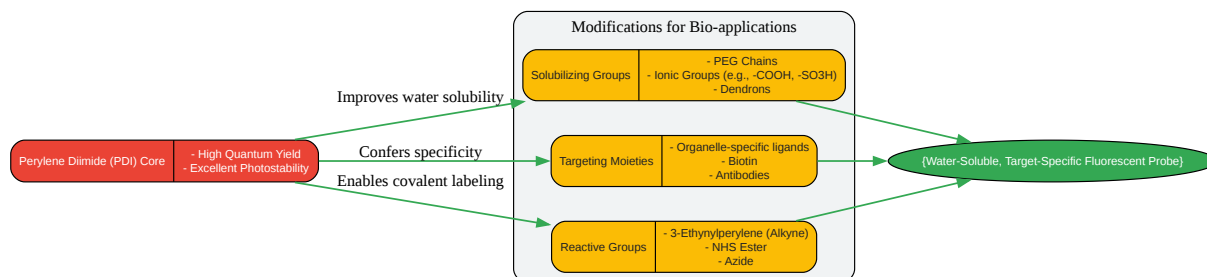 Modifications for Bio-applications
Solubilizing Groups
- PEG Chains
- Ionic Groups (e.g., -COOH, -SO3H)
- Dendrons
Improves water solubility
Perylene Diimide (PDI) Core
- High Quantum Yield
- Excellent Photostability
Confers specificity
Targeting Moieties
- Organelle-specific ligands
- Biotin
- Antibodies
{Water-Soluble, Target-Specific Fluorescent Probe}
Enables covalent labeling
Reactive Groups
- 3-Ethynylperylene (Alkyne)
- NHS Ester
- Azide